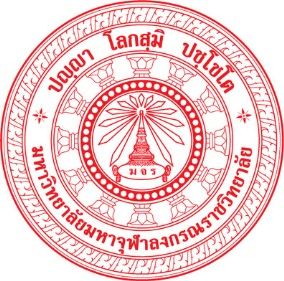 ปญฺญา โลกสฺมิ ปชฺโชโต
ม จ ร
มหาวิทยาลัยมหาจุฬาลงกรณราชวิทยาลัย